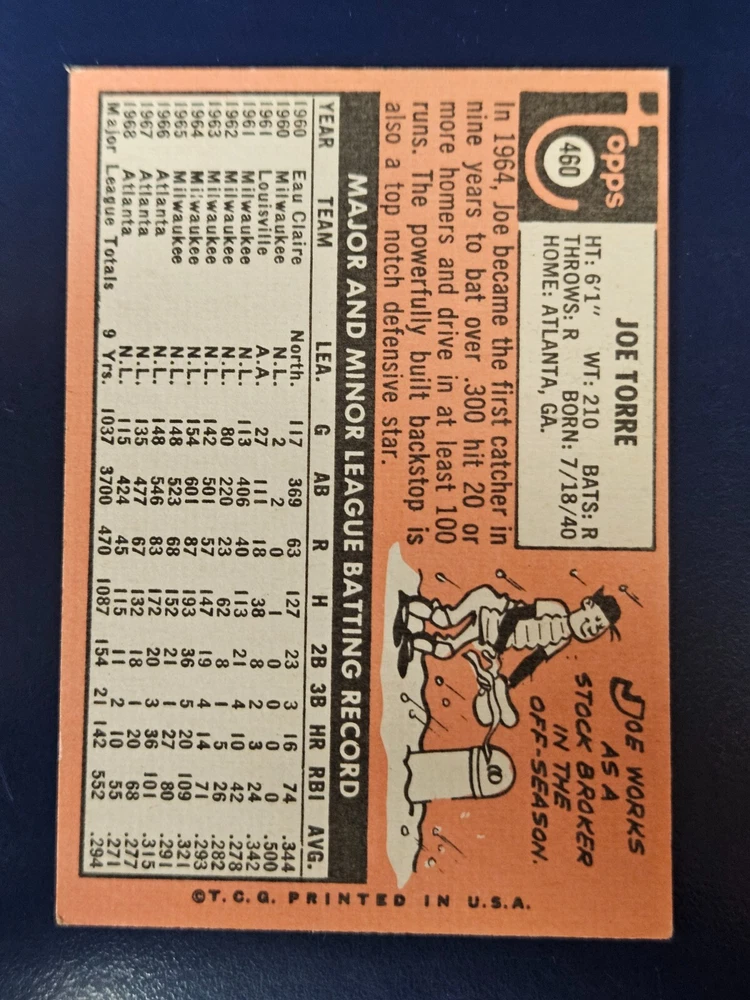 Topps
460
JOE TORRE
HT: 6'1" WT: 210 BATS: R
THROWS: R BORN: 7/18/40
HOME: ATLANTA, GA.
In 1964, Joe became the first catcher in
nine years to bat over .300 hit 20 or
more homers and drive in at least 100
runs. The powerfully built backstop is
also a top notch defensive star.
JOE WORKS
AS A
STOCK BROKER
IN THE
OFF-SEASON.
MAJOR AND MINOR LEAGUE BATTING RECORD
YEAR TEAM LEA. G AB R H 2B 3B HR RBI AVG.
1960 Eau Claire North. 117 369 63 127 23 3 16 74 .344
1960 Milwaukee N.L. 2 2 0 1 0 0 0 0 .500
1961 Louisville A.A. 27 111 18 38 8 2 3 24 .342
1961 Milwaukee N.L. 113 406 40 113 21 4 10 42 .278
1962 Milwaukee N.L. 80 220 23 62 8 1 5 26 .282
1963 Milwaukee N.L. 142 501 57 147 19 4 14 71 .293
1964 Milwaukee N.L. 154 601 87 193 36 5 20 109 .321
1965 Milwaukee N.L. 148 523 68 152 21 1 27 80 .291
1966 Atlanta N.L. 148 546 83 172 20 3 36 101 .315
1967 Atlanta N.L. 135 477 67 132 18 1 20 68 .277
1968 Atlanta N.L. 115 424 45 115 11 2 10 55 .271
Major League Totals 9 Yrs. 1037 3700 470 1087 154 21 142 552 .294
©T.C.G. PRINTED IN U.S.A.